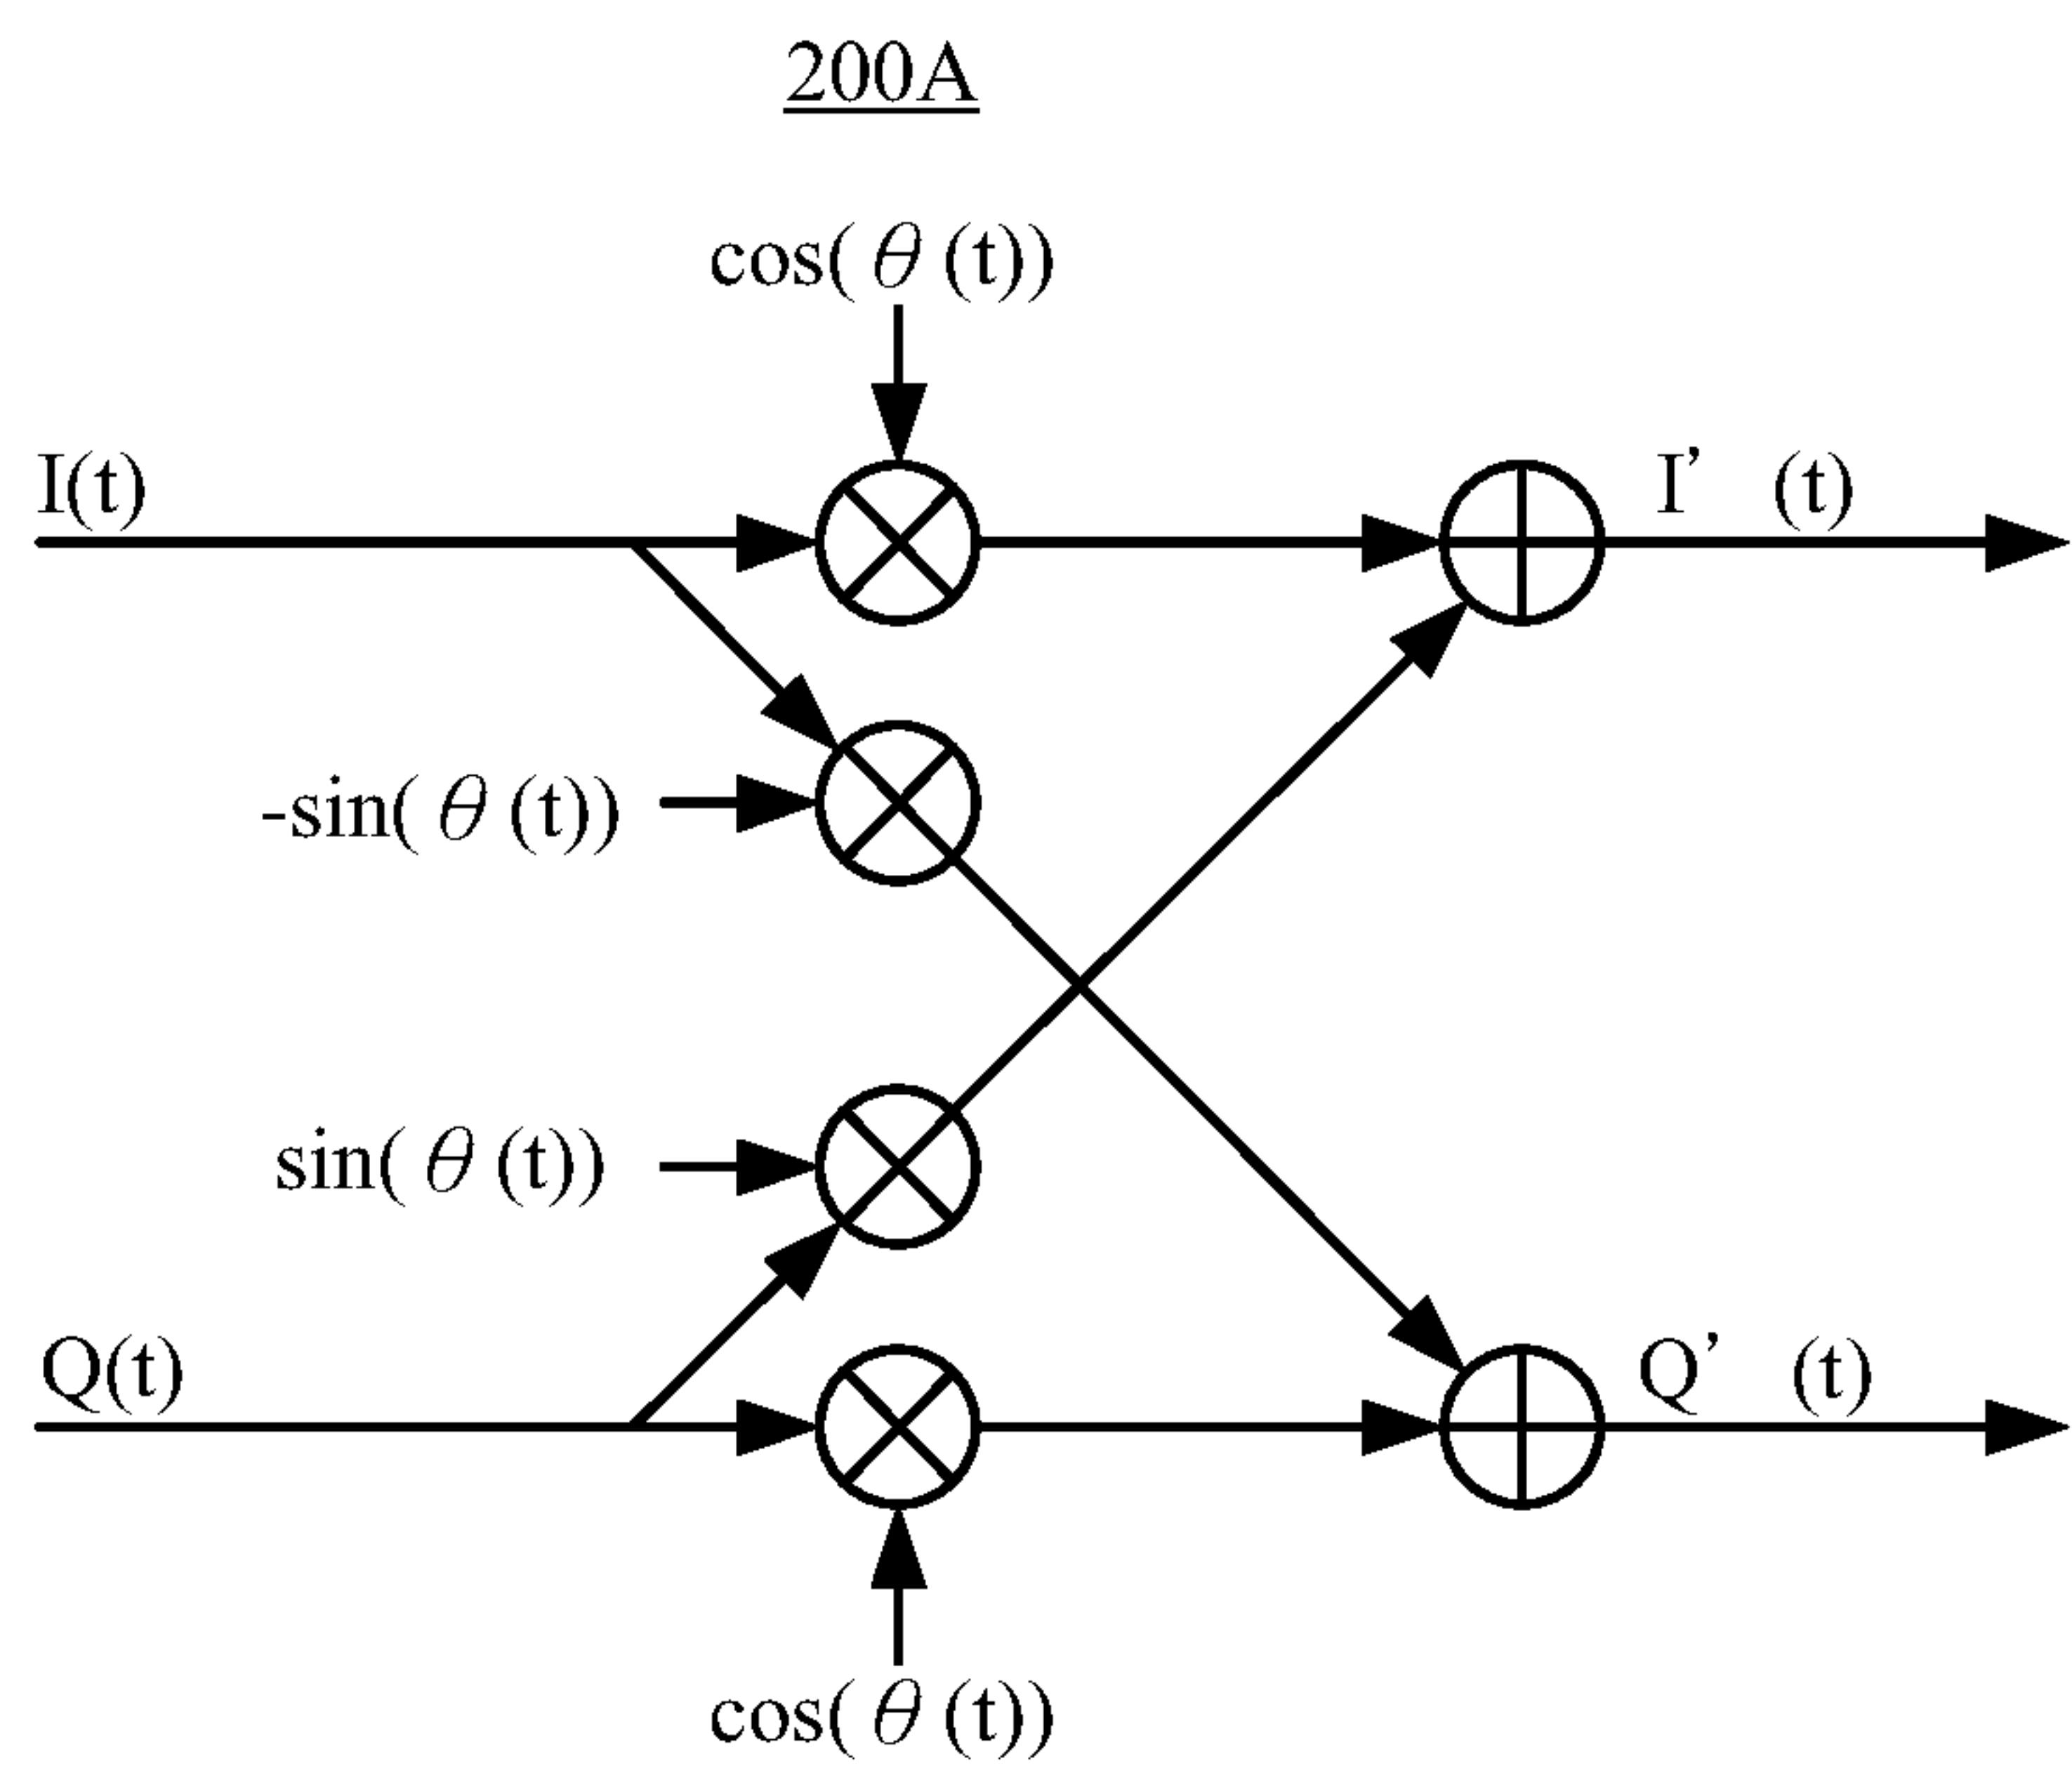 200A
cos( θ (t))
I(t)
I’ (t)
-sin( θ (t))
sin( θ (t))
Q(t)
Q’ (t)
cos( θ (t))